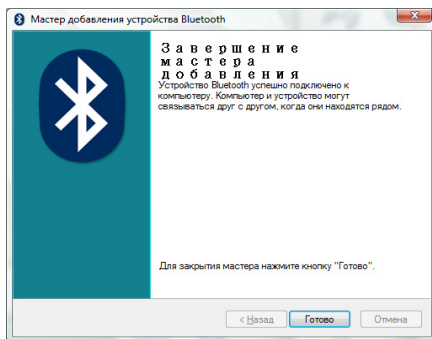 Мастер добавления устройства Bluetooth
Завершение
мастера
добавления
Устройство Bluetooth успешно подключено к
компьютеру. Компьютер и устройство могут
связываться друг с другом, когда они находятся рядом.
Для закрытия мастера нажмите кнопку "Готово".
< Назад Готово Отмена